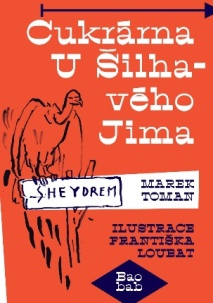 Cukrárna
U Šilha-
vého
Jima
SHEYDREM
MAREK
TOMAN
ILUSTRACE
FRANTIŠKA
LOUBAT
Bao
bab